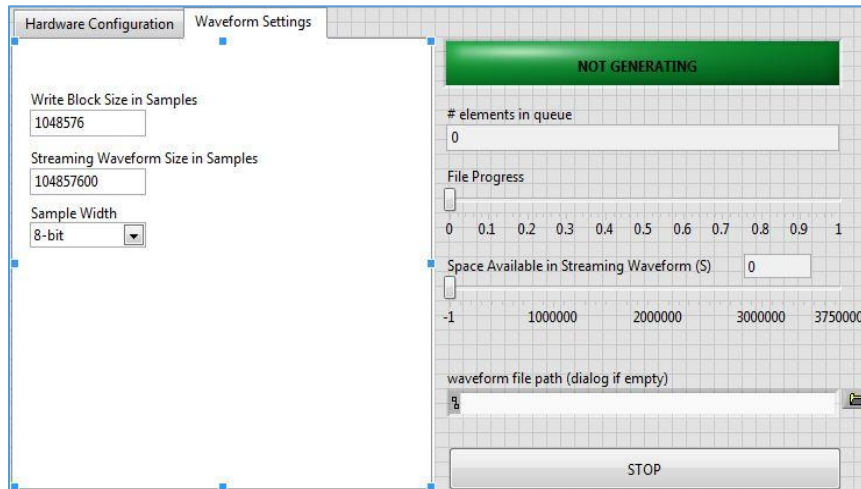 Hardware Configuration
Waveform Settings
Write Block Size in Samples
1048576
Streaming Waveform Size in Samples
104857600
Sample Width
8-bit
NOT GENERATING
# elements in queue
0
File Progress
0 0.1 0.2 0.3 0.4 0.5 0.6 0.7 0.8 0.9 1
Space Available in Streaming Waveform (S) 0
-1 1000000 2000000 3000000 3750000
waveform file path (dialog if empty)
STOP